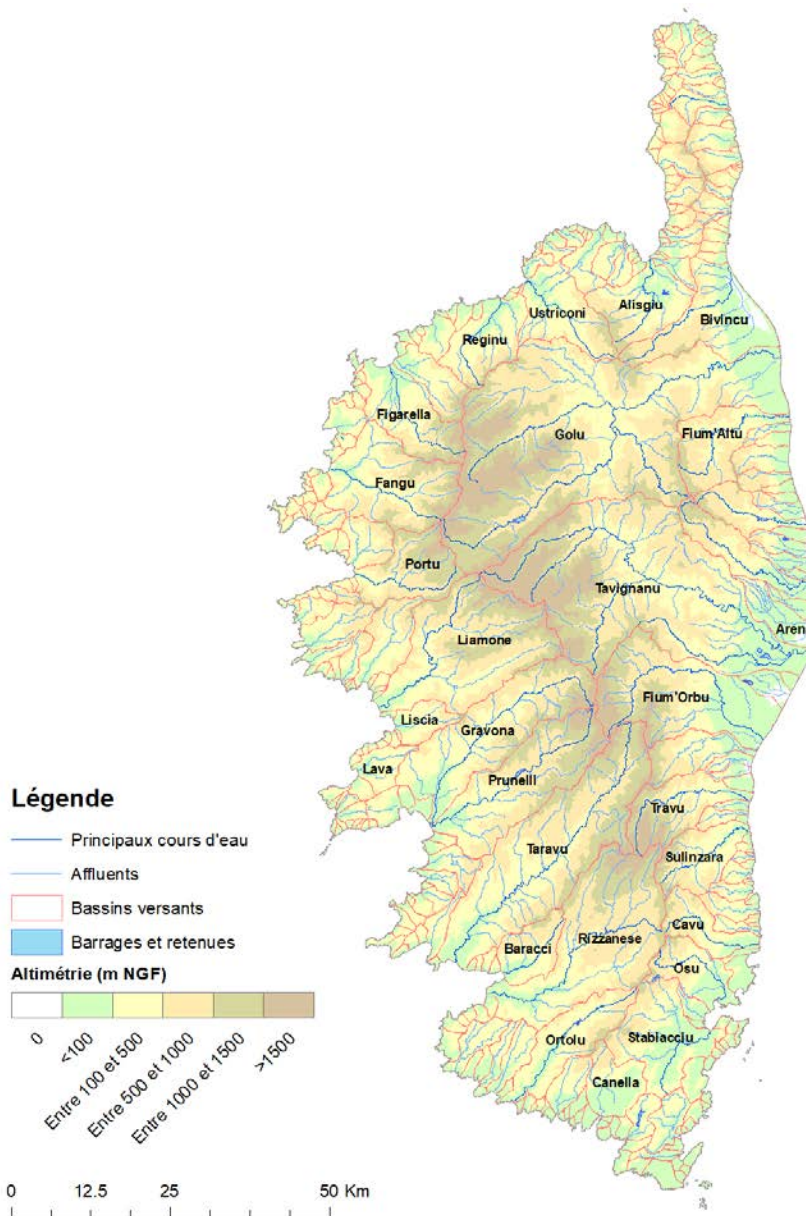 Alisgiu
Ustriconi
Bivincu
Reginu
Figarella
Golu
Fium'Altu
Fangu
Portu
Tavignanu
Aren
Liamone
Fium'Orbu
Liscia
Gravona
Lava
Prunelli
Travu
Taravu
Sulinzara
Cavu
Rizzanese
Baracci
Osu
Ortolu
Stabiacciu
Canella
Légende
Principaux cours d'eau
Affluents
Bassins versants
Barrages et retenues
Altimétrie (m NGF)
0
<100
Entre 100 et 500
Entre 500 et 1000
Entre 1000 et 1500
>1500
0 12.5 25 50 Km